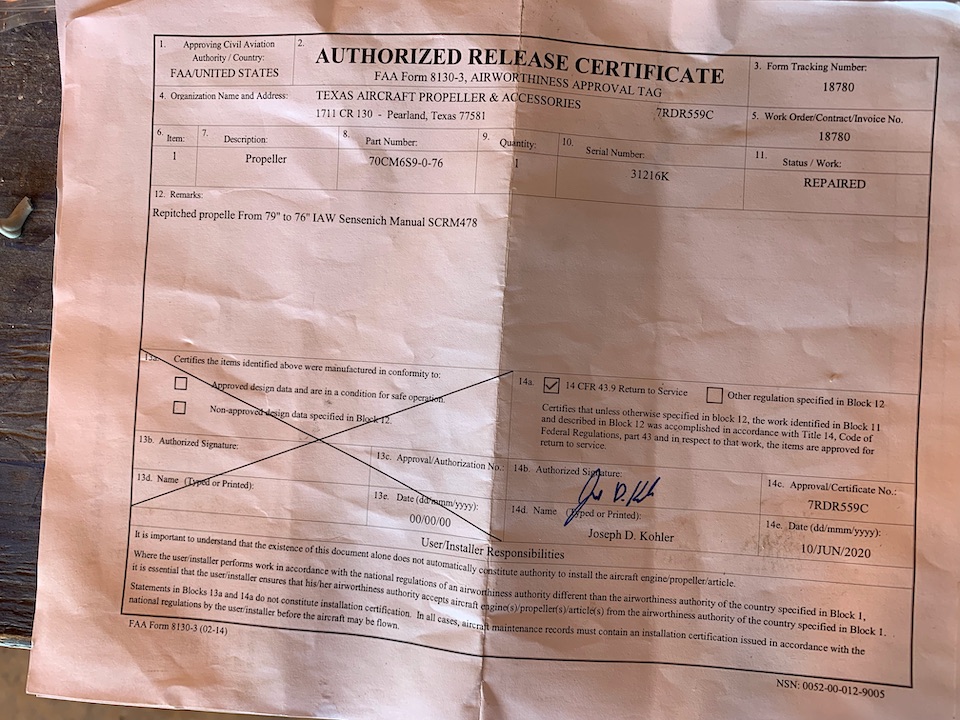 1. Approving Civil Aviation
Authority / Country:
FAA/UNITED STATES
2.
AUTHORIZED RELEASE CERTIFICATE
FAA Form 8130-3, AIRWORTHINESS APPROVAL TAG
3. Form Tracking Number:
18780
4. Organization Name and Address:
TEXAS AIRCRAFT PROPELLER & ACCESSORIES
1711 CR 130 - Pearland, Texas 77581
7RDR559C
5. Work Order/Contract/Invoice No.
18780
6. Item:
1
7. Description:
Propeller
8. Part Number:
70CM6S9-0-76
9. Quantity:
1
10. Serial Number:
31216K
11. Status / Work:
REPAIRED
12. Remarks:
Repitched propelle From 79" to 76" IAW Sensenich Manual SCRM478
13a. Certifies the items identified above were manufactured in conformity to:
Approved design data and are in a condition for safe operation.
Non-approved design data specified in Block 12.
13b. Authorized Signature:
13c. Approval/Authorization No.:
13d. Name (Typed or Printed):
13e. Date (dd/mmm/yyyy):
00/00/00
14a. 14 CFR 43.9 Return to Service
Other regulation specified in Block 12
Certifies that unless otherwise specified in block 12, the work identified in Block 11
and described in Block 12 was accomplished in accordance with Title 14, Code of
Federal Regulations, part 43 and in respect to that work, the items are approved for
return to service.
14b. Authorized Signature:
14c. Approval/Certificate No.:
7RDR559C
14d. Name (Typed or Printed):
Joseph D. Kohler
14e. Date (dd/mmm/yyyy):
10/JUN/2020
User/Installer Responsibilities
It is important to understand that the existence of this document alone does not automatically constitute authority to install the aircraft engine/propeller/article.
Where the user/installer performs work in accordance with the national regulations of an airworthiness authority different than the airworthiness authority of the country specified in Block 1,
it is essential that the user/installer ensures that his/her airworthiness authority accepts aircraft engine(s)/propeller(s)/article(s) from the airworthiness authority of the country specified in Block 1.
Statements in Blocks 13a and 14a do not constitute installation certification. In all cases, aircraft maintenance records must contain an installation certification issued in accordance with the
national regulations by the user/installer before the aircraft may be flown.
FAA Form 8130-3 (02-14)
NSN: 0052-00-012-9005